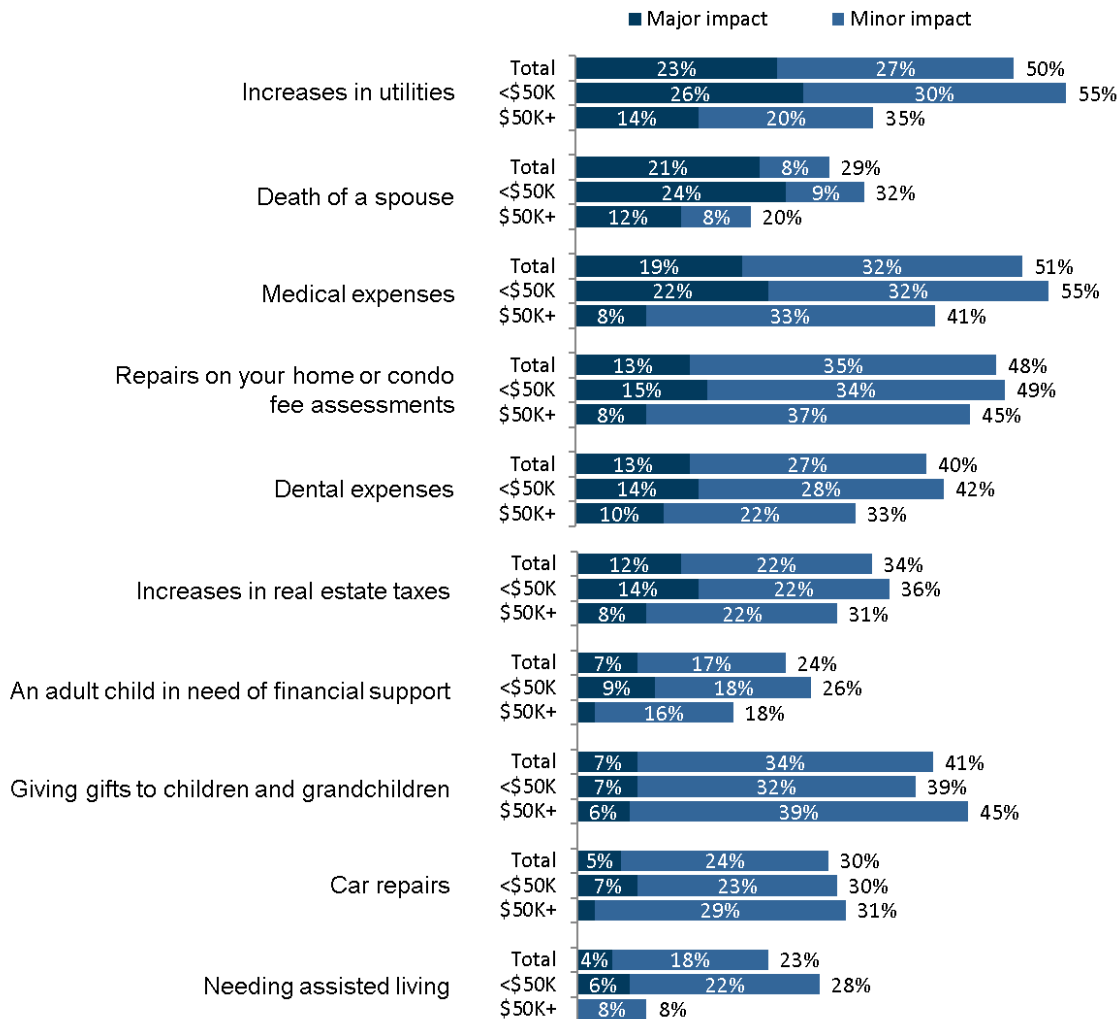 Major impact Minor impact
Total 23% 27% 50%
Increases in utilities <$50K 26% 30% 55%
$50K+ 14% 20% 35%
Total 21% 8% 29%
Death of a spouse <$50K 24% 9% 32%
$50K+ 12% 8% 20%
Total 19% 32% 51%
Medical expenses <$50K 22% 32% 55%
$50K+ 8% 33% 41%
Total 13% 35% 48%
Repairs on your home or condo
fee assessments
<$50K 15% 34% 49%
$50K+ 8% 37% 45%
Total 13% 27% 40%
Dental expenses <$50K 14% 28% 42%
$50K+ 10% 22% 33%
Total 12% 22% 34%
Increases in real estate taxes <$50K 14% 22% 36%
$50K+ 8% 22% 31%
Total 7% 17% 24%
An adult child in need of financial support <$50K 9% 18% 26%
$50K+ 16% 18%
Total 7% 34% 41%
Giving gifts to children and grandchildren <$50K 7% 32% 39%
$50K+ 6% 39% 45%
Total 5% 24% 30%
Car repairs <$50K 7% 23% 30%
$50K+ 29% 31%
Total 4% 18% 23%
Needing assisted living <$50K 6% 22% 28%
$50K+ 8% 8%